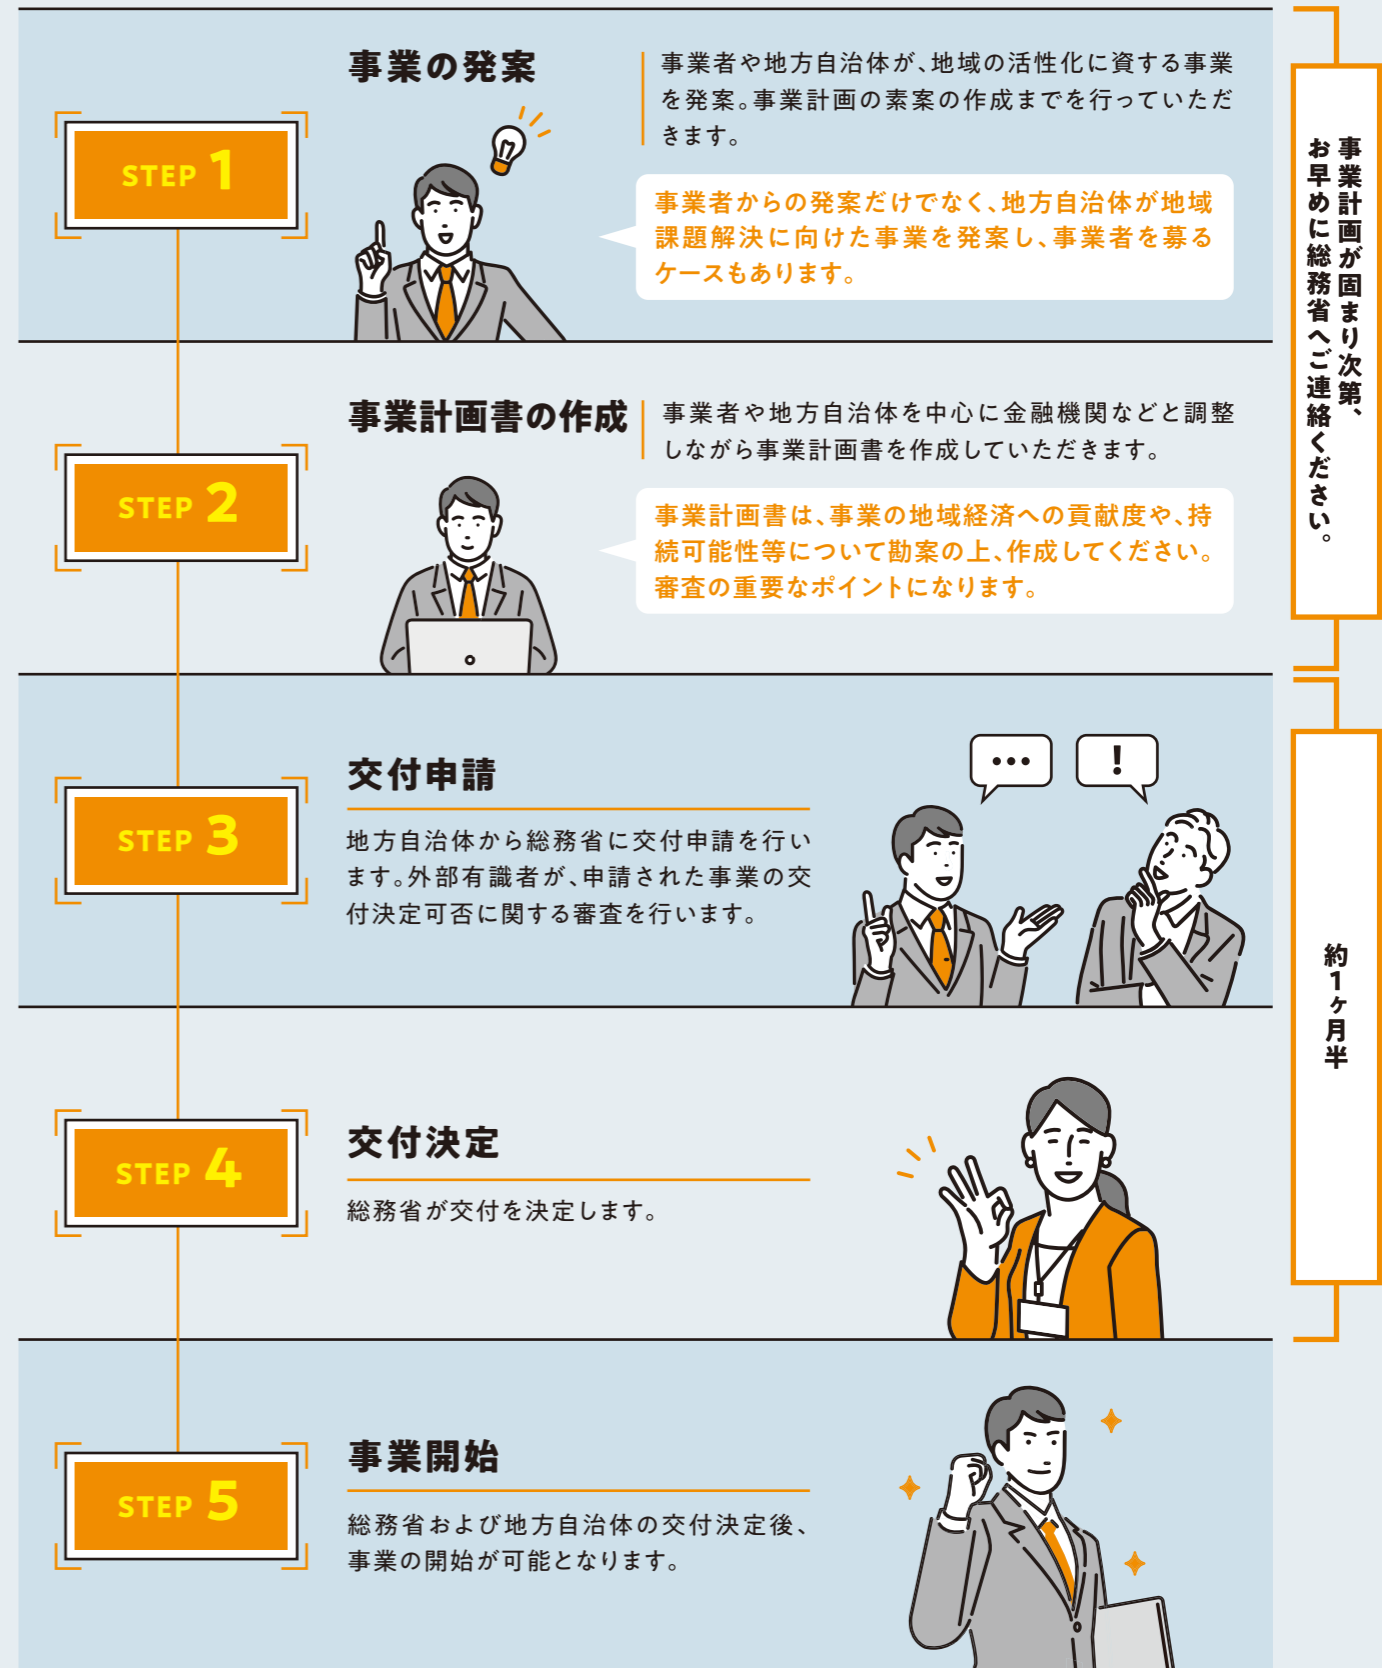 STEP 1
事業の発案
事業者や地方自治体が、地域の活性化に資する事業
を発案。事業計画の素案の作成までを行っていただ
きます。
事業者からの発案だけでなく、地方自治体が地域
課題解決に向けた事業を発案し、事業者を募る
ケースもあります。
STEP 2
事業計画書の作成
事業者や地方自治体を中心に金融機関などと調整
しながら事業計画書を作成していただきます。
事業計画書は、事業の地域経済への貢献度や、持
続可能性等について勘案の上、作成してください。
審査の重要なポイントになります。
事業計画が固まり次第、
お早めに総務省へご連絡ください。
STEP 3
交付申請
地方自治体から総務省に交付申請を行い
ます。外部有識者が、申請された事業の交
付決定可否に関する審査を行います。
...
!
STEP 4
交付決定
総務省が交付を決定します。
約1ヶ月半
STEP 5
事業開始
総務省および地方自治体の交付決定後、
事業の開始が可能となります。